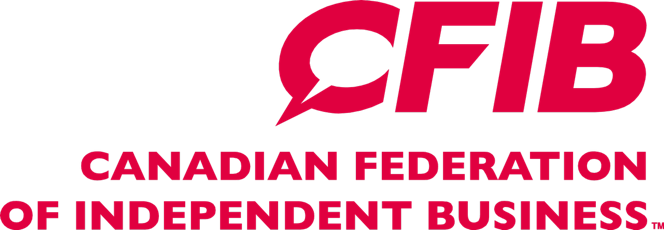 CFIB
CANADIAN FEDERATION
OF INDEPENDENT BUSINESS™